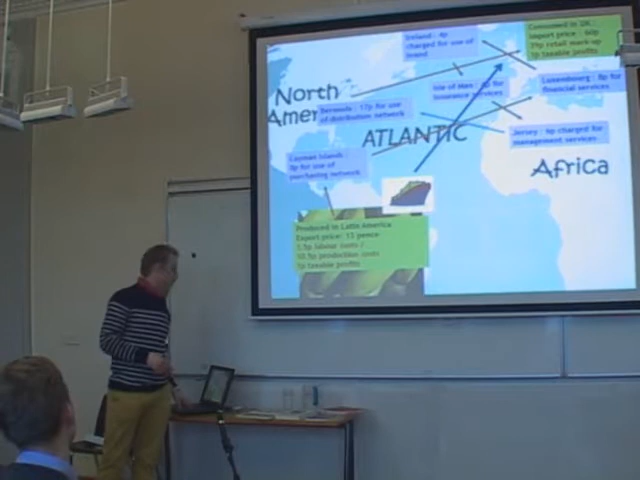 Ireland : 4p
charged for use of
brand
Consumed in UK :
Import price : 60p
39p retail mark-up
1p taxable profits
North
Amer
Bermuda : 17p for use
of distribution network
Isle of Man : for
insurance services
Luxembourg : 8p for
financial services
ATLANTIC
Jersey : 6p charged for
management services
Cayman Islands :
8p for use of
purchasing network
Africa
Produced in Latin America
Export price: 13 pence
1.5p labour costs /
10.5p production costs
1p taxable profits